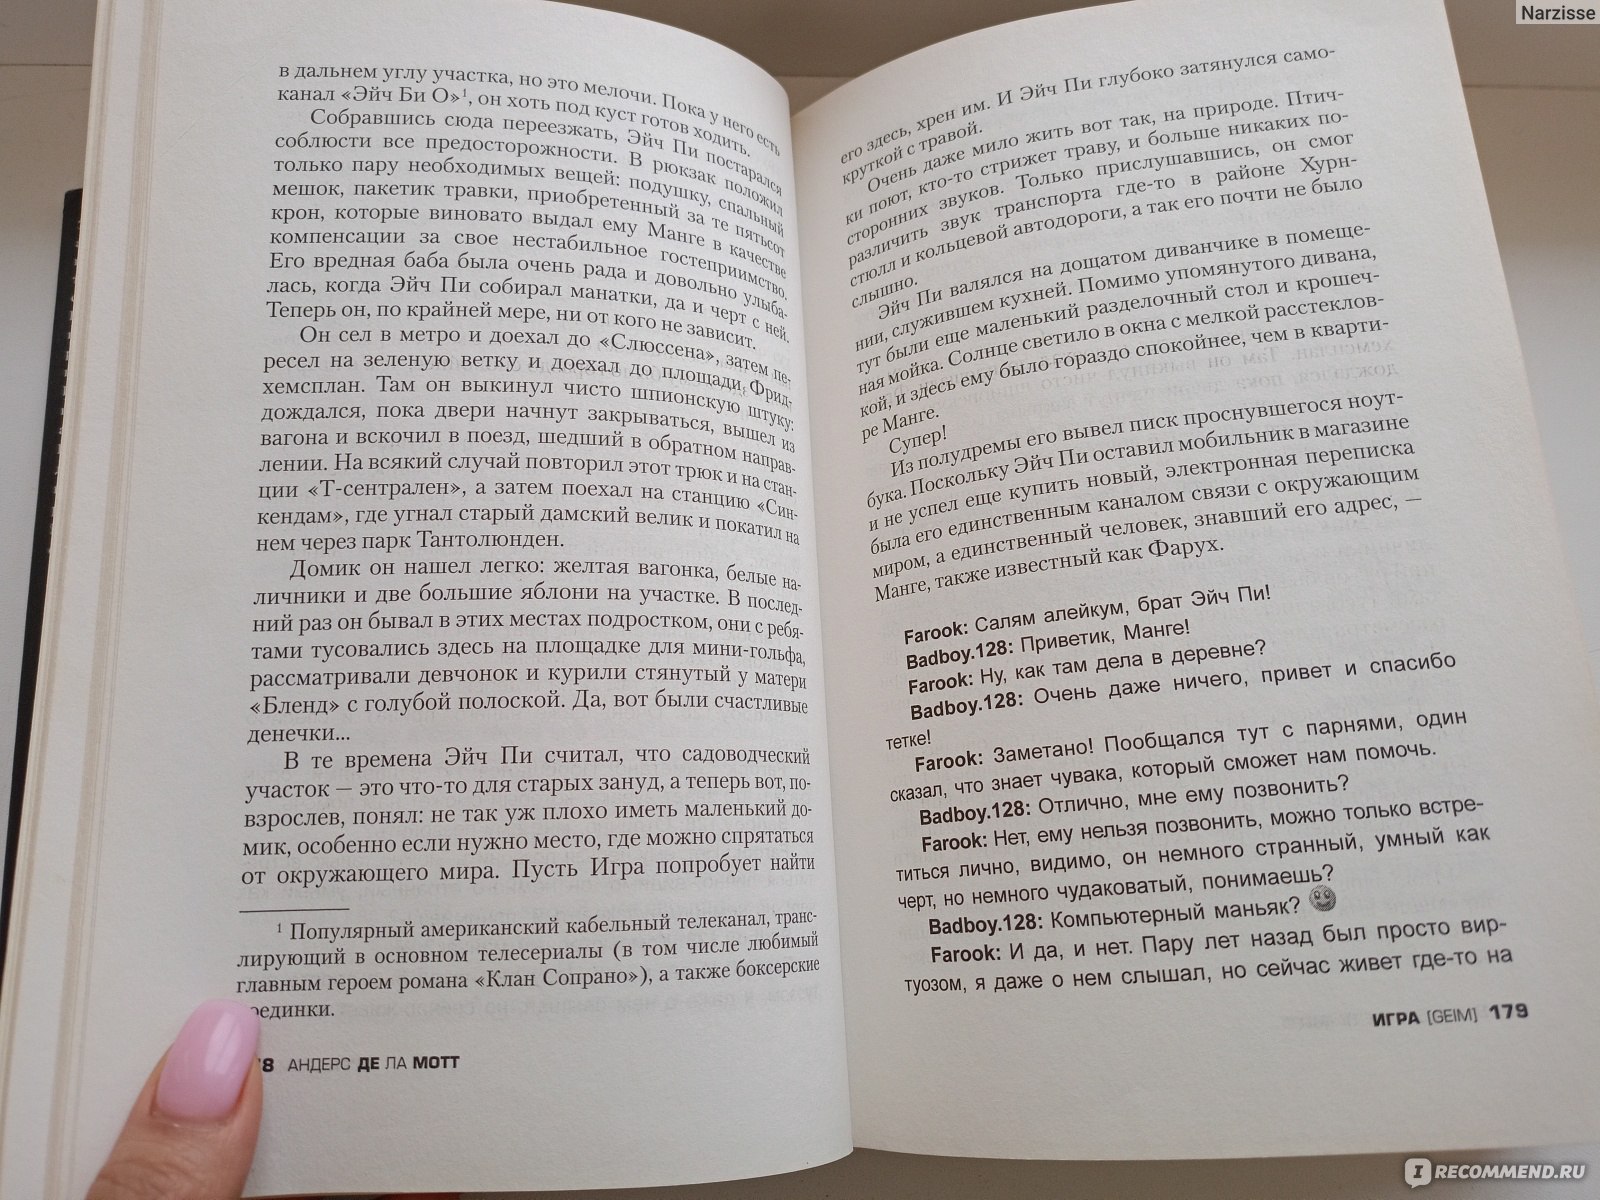 Narzisse
в дальнем углу участка, но это мелочи. Пока у него есть
канал «Эйч Би О»¹, он хоть под куст готов ходить.
Собравшись сюда переезжать, Эйч Пи постарался
соблюсти все предосторожности. В рюкзак положил
только пару необходимых вещей: подушку, спальный
мешок, пакетик травки, приобретенный за те пятьсот
крон, которые виновато выдал ему Манге в качестве
компенсации за свое нестабильное гостеприимство.
Его вредная баба была очень рада и довольно улыба-
лась, когда Эйч Пи собирал манатки, да и черт с ней.
Теперь он, по крайней мере, ни от кого не зависит.
Он сел в метро и доехал до «Слюссена», затем пе-
ресел на зеленую ветку и доехал до площади Фрид-
хемсплан. Там он выкинул чисто шпионскую штуку:
дождался, пока двери начнут закрываться, вышел из
вагона и вскочил в поезд, шедший в обратном направ-
лении. На всякий случай повторил этот трюк и на стан-
ции «Т-сентрален», а затем поехал на станцию «Син-
кендам», где угнал старый дамский велик и покатил на
нем через парк Тантолюнден.
Домик он нашел легко: желтая вагонка, белые на-
личники и две большие яблони на участке. В послед-
ний раз он бывал в этих местах подростком, они с ребя-
тами тусовались здесь на площадке для мини-гольфа,
рассматривали девчонок и курили стянутый у матери
«Бленд» с голубой полоской. Да, вот были счастливые
денечки...
В те времена Эйч Пи считал, что садоводческий
участок — это что-то для старых зануд, а теперь вот, по-
взрослев, понял: не так уж плохо иметь маленький до-
мик, особенно если нужно место, где можно спрятаться
от окружающего мира. Пусть Игра попробует найти
¹ Популярный американский кабельный телеканал, транс-
лирующий в основном телесериалы (в том числе любимый
главным героем романа «Клан Сопрано»), а также боксерские
оединки.
8 АНДЕРС ДЕ ЛА МОТТ
его здесь, хрен им. И Эйч Пи глубоко затянулся само-
круткой с травой.
Очень даже мило жить вот так, на природе. Птич-
ки поют, кто-то стрижет траву, и больше никаких по-
сторонних звуков. Только прислушавшись, он смог
различить звук транспорта где-то в районе Хурн-
стюлл и кольцевой автодороги, а так его почти не было
слышно.
Эйч Пи валялся на дощатом диванчике в помеще-
нии, служившем кухней. Помимо упомянутого дивана,
тут были еще маленький разделочный стол и крошеч-
ная мойка. Солнце светило в окна с мелкой расстеклов-
кой, и здесь ему было гораздо спокойнее, чем в кварти-
ре Манге.
Супер!
Из полудремы его вывел писк проснувшегося ноут-
бука. Поскольку Эйч Пи оставил мобильник в магазине
и не успел еще купить новый, электронная переписка
была его единственным каналом связи с окружающим
миром, а единственный человек, знавший его адрес, —
Манге, также известный как Фарух.
Farook: Салям алейкум, брат Эйч Пи!
Badboy.128: Приветик, Манге!
Farook: Ну, как там дела в деревне?
Badboy.128: Очень даже ничего, привет и спасибо
тетке!
Farook: Заметано! Пообщался тут с парнями, один
сказал, что знает чувака, который сможет нам помочь.
Badboy.128: Отлично, мне ему позвонить?
Farook: Нет, ему нельзя позвонить, можно только встре-
титься лично, видимо, он немного странный, умный как
черт, но немного чудаковатый, понимаешь?
Badboy.128: Компьютерный маньяк?
Farook: И да, и нет. Пару лет назад был просто вир-
туозом, я даже о нем слышал, но сейчас живет где-то на
ИГРА [GEIM] 179
IRECOMMEND.RU